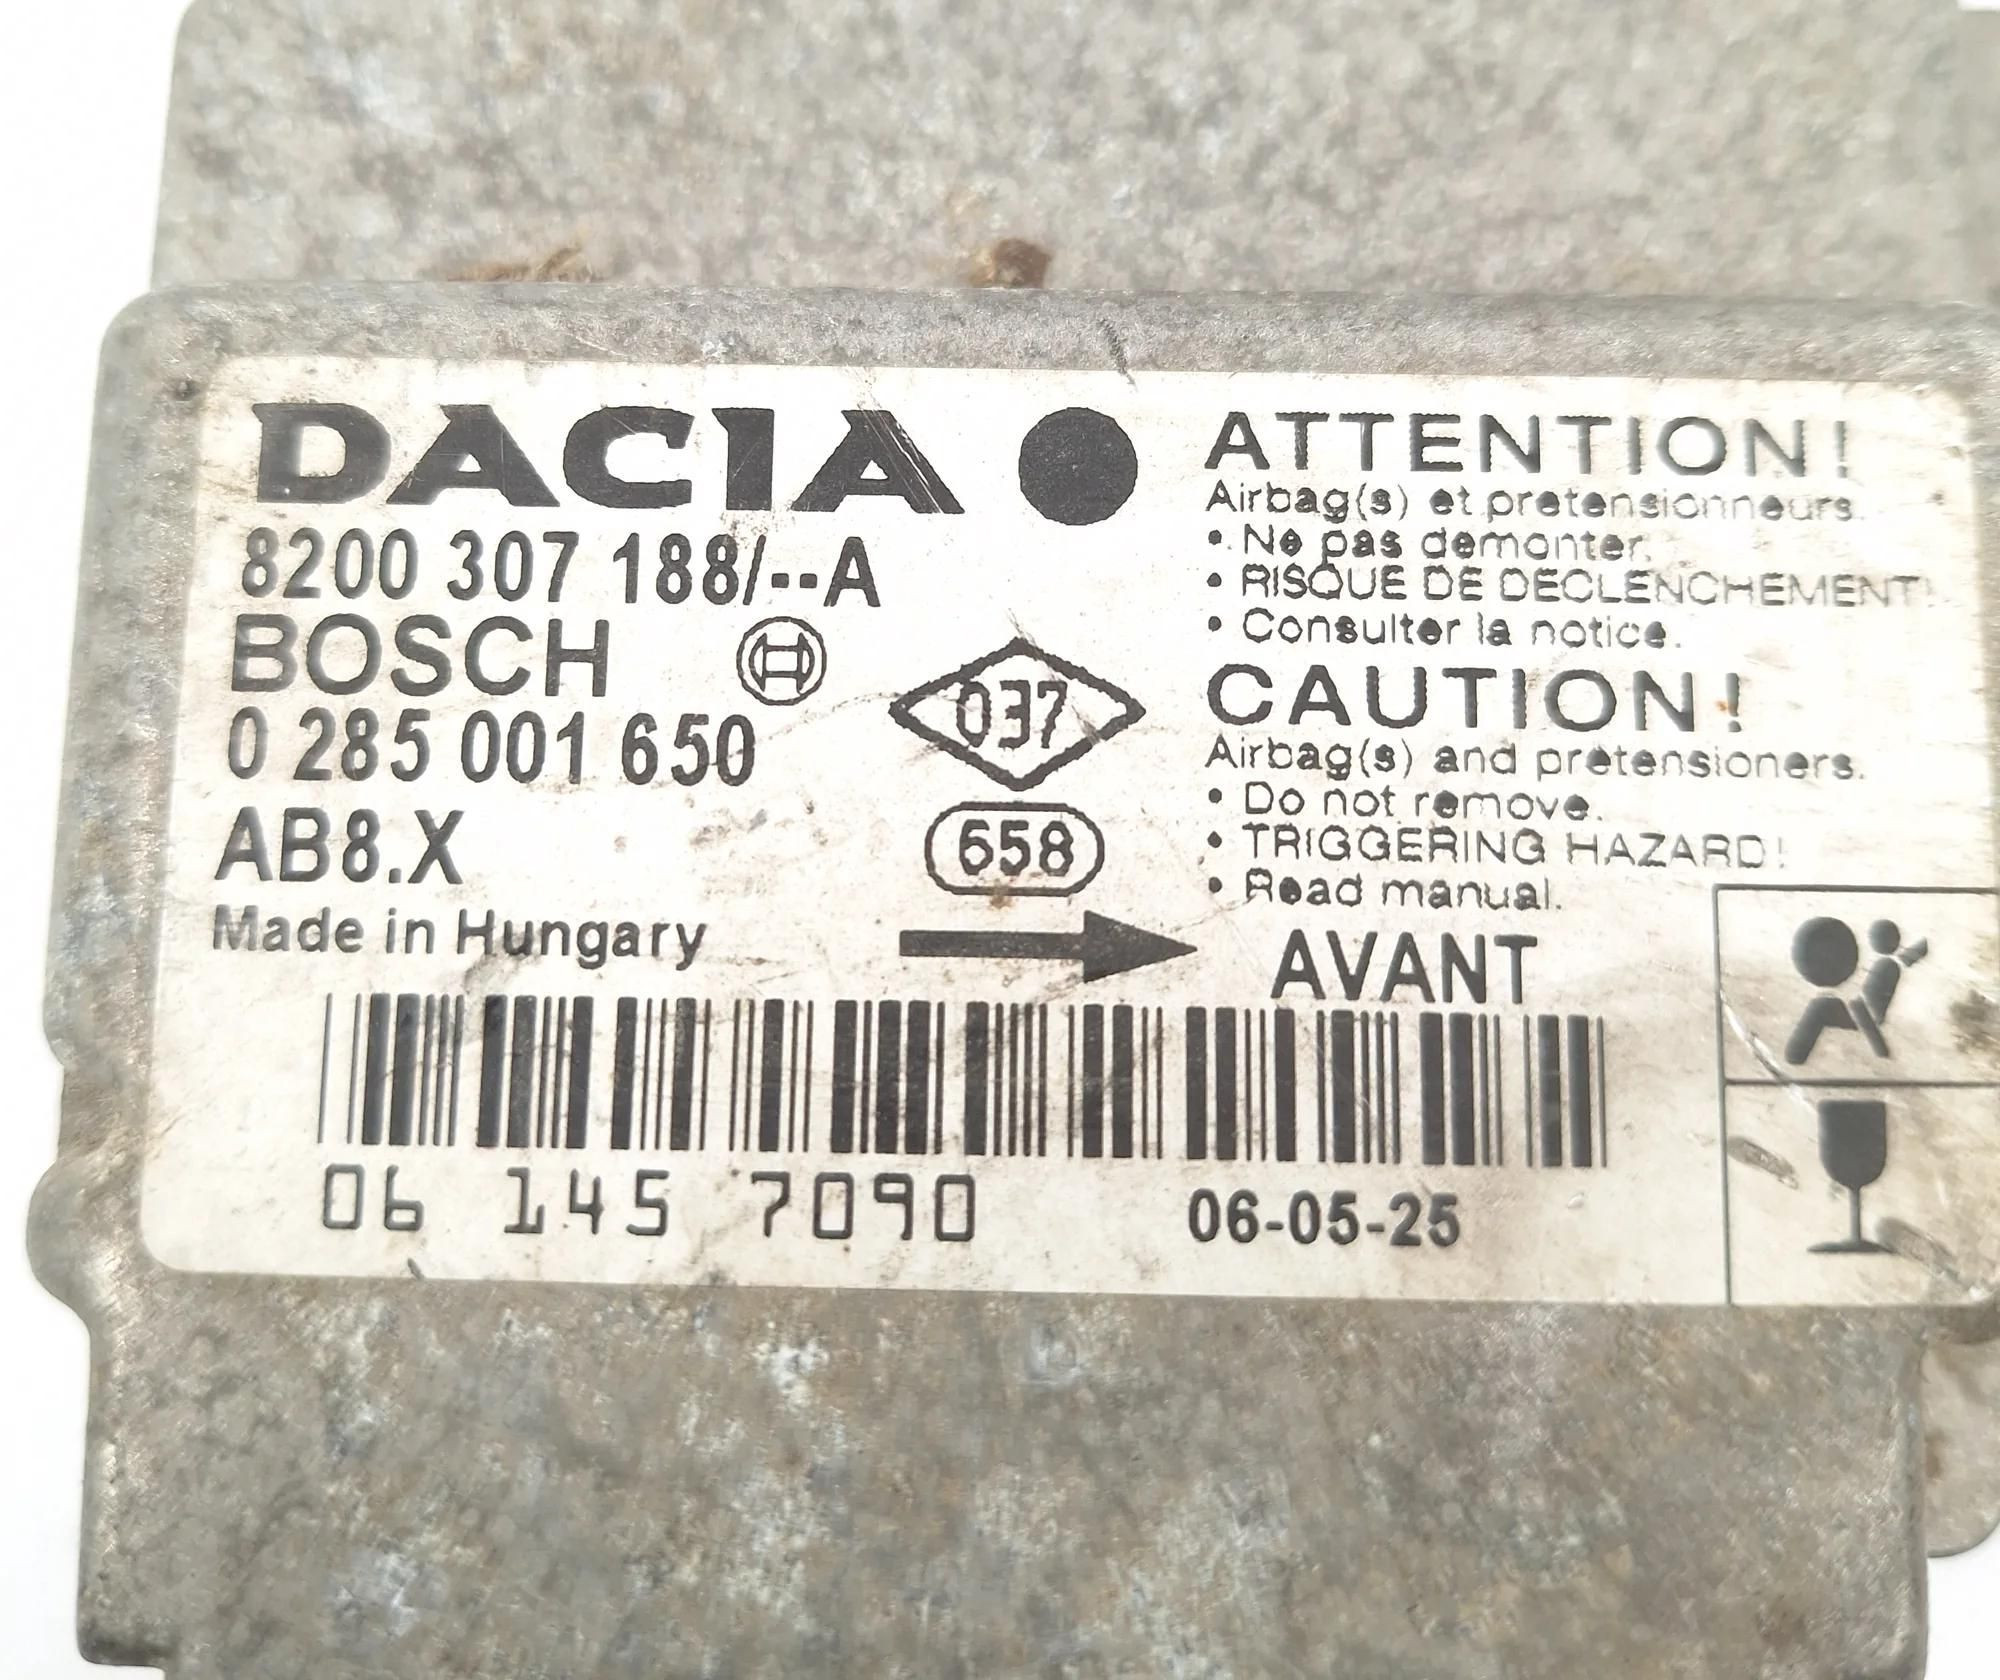 DACIA
8200 307 188/--A
BOSCH
0 285 001 650
AB8.X
Made in Hungary
037
658
ATTENTION!
Airbag(s) et pretensionneurs.
• Ne pas demonter.
• RISQUE DE DECLENCHEMENT!
• Consulter la notice.
CAUTION!
Airbag(s) and pretensioners.
• Do not remove.
• TRIGGERING HAZARD!
• Read manual.
AVANT
06 145 7090
06-05-25